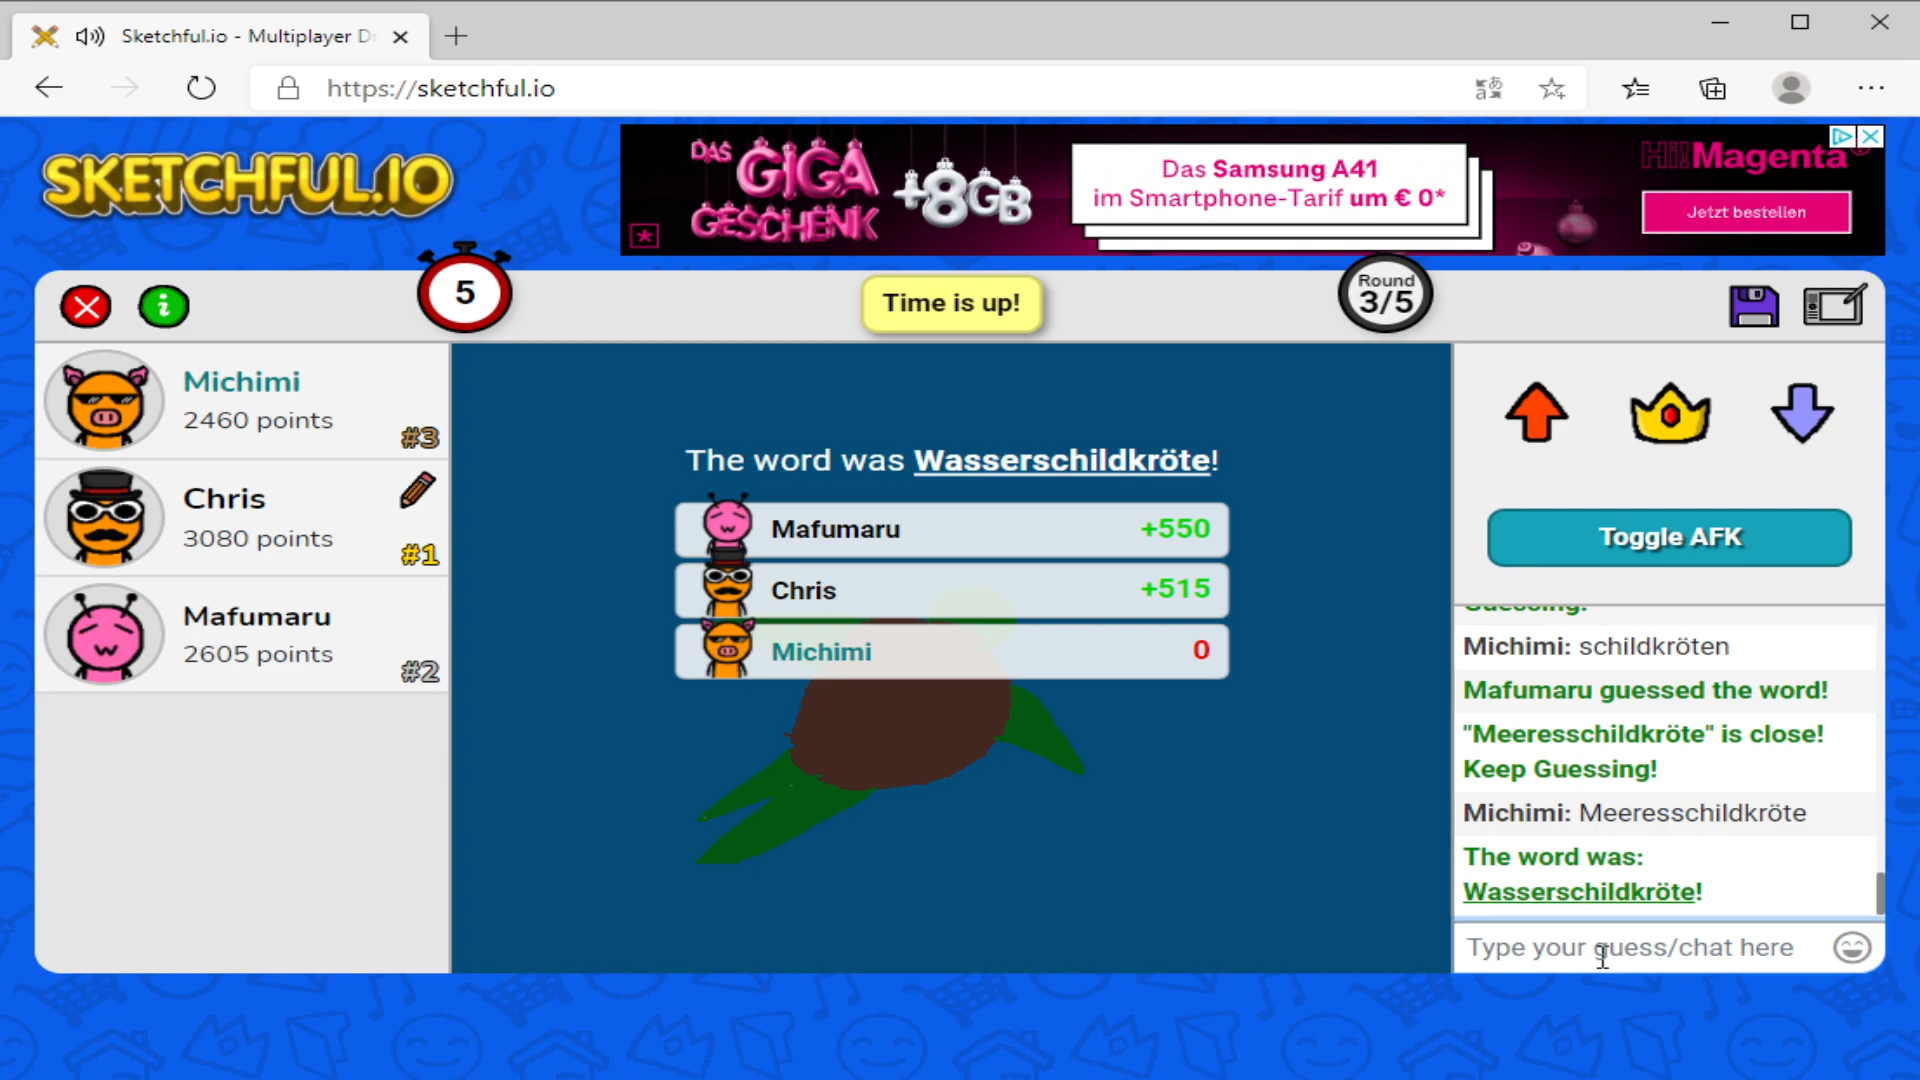 Sketchful.io - Multiplayer D
https://sketchful.io
SKETCHFUL.IO
DAS
GIGA
GESCHENK
+8GB
Das Samsung A41
im Smartphone-Tarif um € 0*
Hi!Magenta
Jetzt bestellen
5
Time is up!
Round
3/5
Michimi
2460 points
#3
Chris
3080 points
#1
Mafumaru
2605 points
#2
The word was Wasserschildkröte!
Mafumaru +550
Chris +515
Michimi 0
Toggle AFK
Guessing!
Michimi: schildkröten
Mafumaru guessed the word!
"Meeresschildkröte" is close!
Keep Guessing!
Michimi: Meeresschildkröte
The word was:
Wasserschildkröte!
Type your guess/chat here